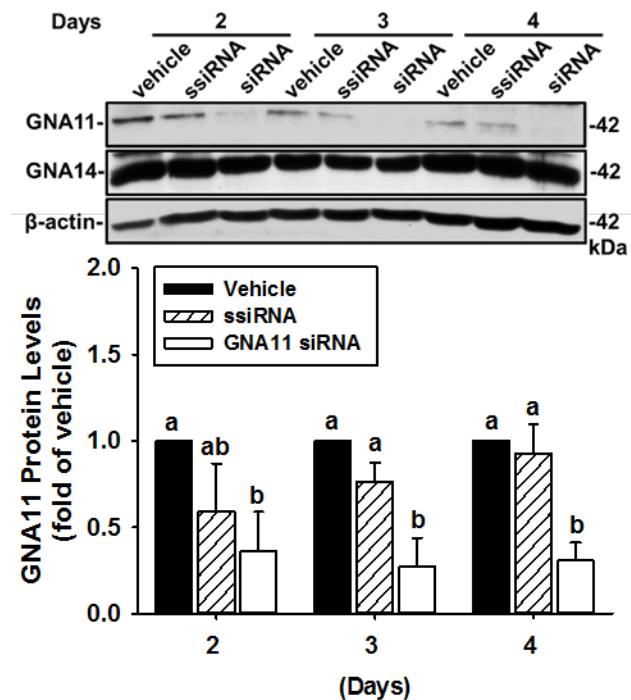 Days 2 3 4
vehicle ssiRNA siRNA vehicle ssiRNA siRNA vehicle ssiRNA siRNA
GNA11- -42
GNA14- -42
β-actin- -42
kDa
2.0
1.5
1.0
0.5
0.0
GNA11 Protein Levels
(fold of vehicle)
Vehicle
ssiRNA
GNA11 siRNA
a ab b a a b a a b
2 3 4
(Days)